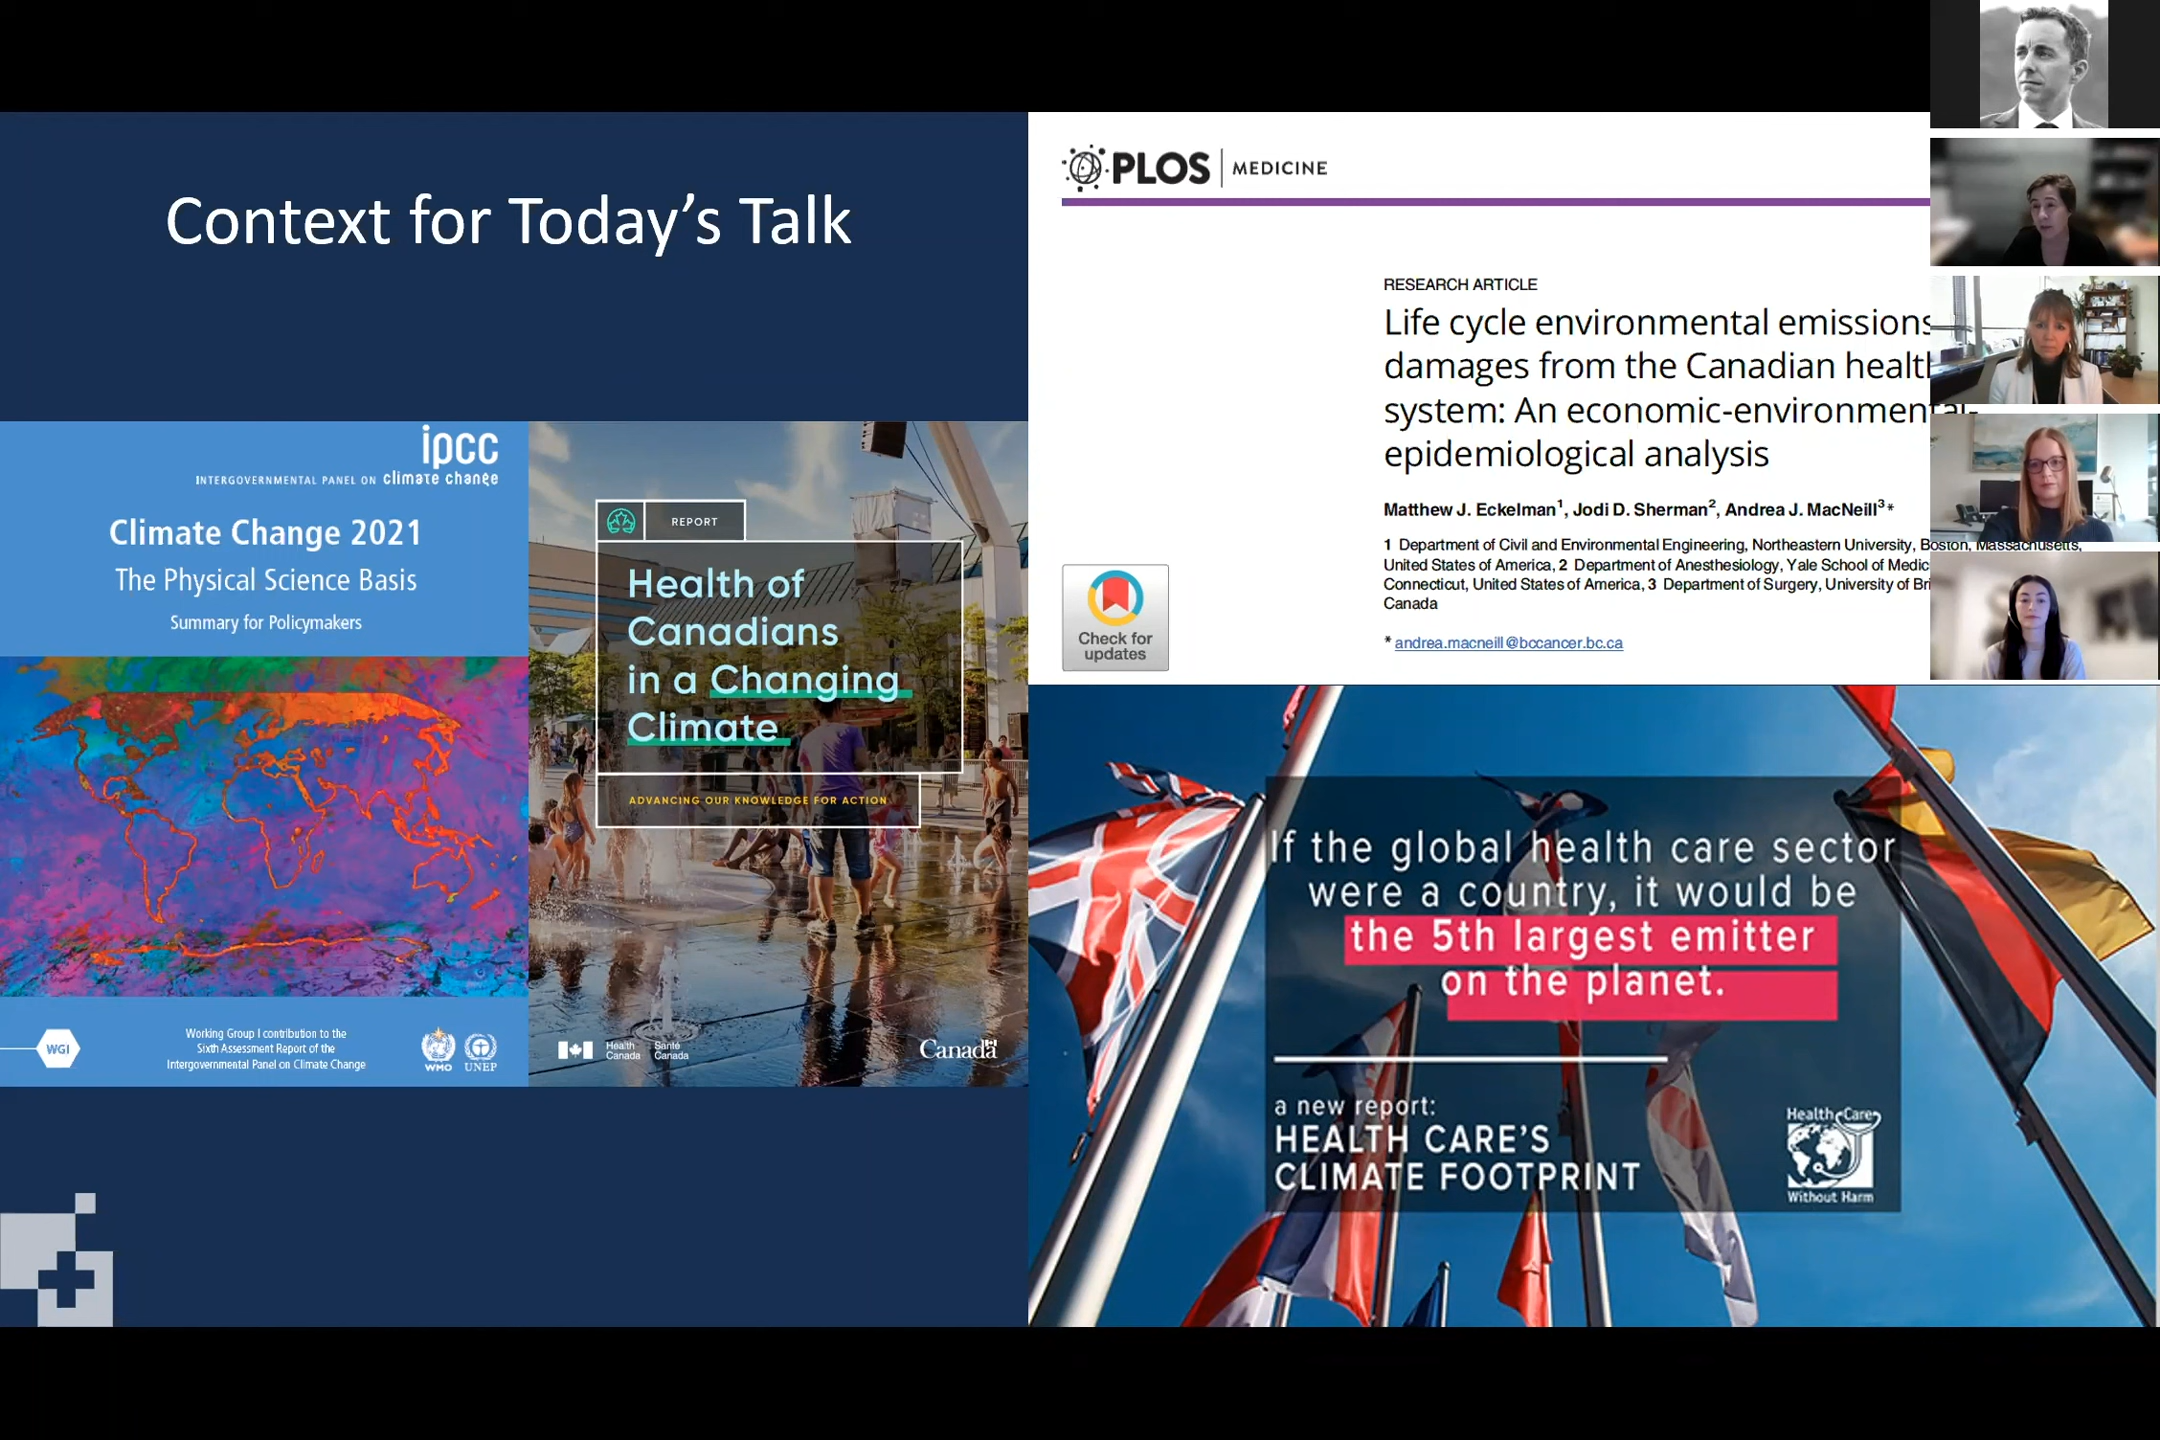 Context for Today's Talk
ipcc
INTERGOVERNMENTAL PANEL ON climate change
Climate Change 2021
The Physical Science Basis
Summary for Policymakers
WGI
Working Group I contribution to the
Sixth Assessment Report of the
Intergovernmental Panel on Climate Change
WMO
UNEP
REPORT
Health of
Canadians
in a Changing
Climate
ADVANCING OUR KNOWLEDGE FOR ACTION
Health Santé
Canada Canada
Canada
PLOS MEDICINE
RESEARCH ARTICLE
Life cycle environmental emissions
damages from the Canadian healt
system: An economic-environmental-
epidemiological analysis
Matthew J. Eckelman1, Jodi D. Sherman2, Andrea J. MacNeill3*
1 Department of Civil and Environmental Engineering, Northeastern University, Boston, Massachusetts,
United States of America, 2 Department of Anesthesiology, Yale School of Medic
Connecticut, United States of America, 3 Department of Surgery, University of Br
Canada
* andrea.macneill@bccancer.bc.ca
Check for
updates
If the global health care sector
were a country, it would be
the 5th largest emitter
on the planet.
a new report:
HEALTH CARE'S
CLIMATE FOOTPRINT
Health Care
Without Harm